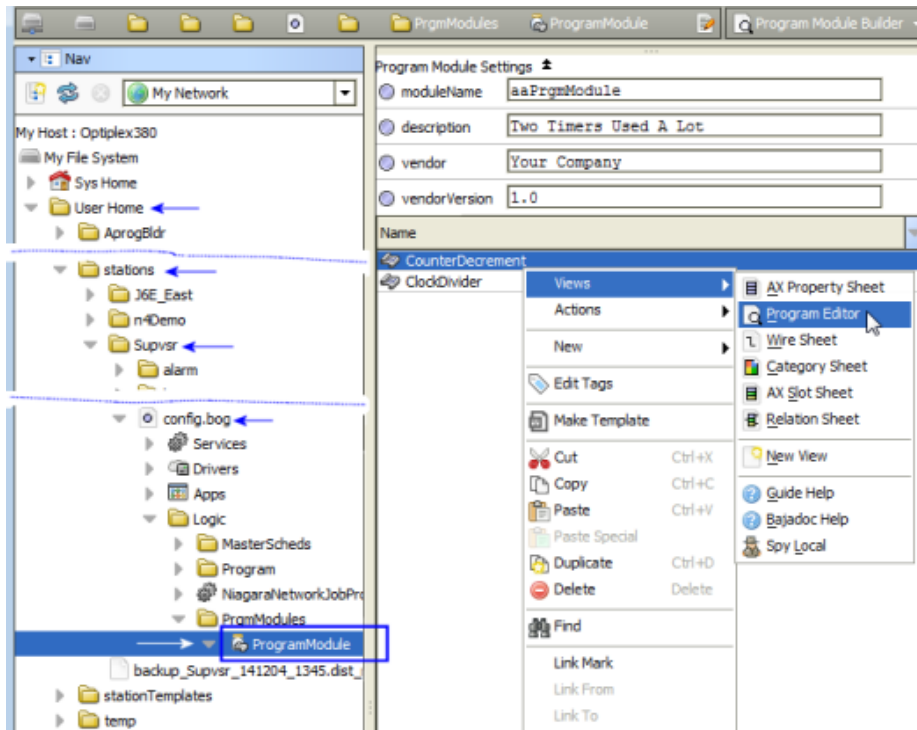 PrgmModules
ProgramModule
Program Module Builder
Nav
My Network
My Host : Optiplex380
My File System
Sys Home
User Home
AprogBldr
stations
J6E_East
n4Demo
Supvsr
alarm
config.bog
Services
Drivers
Apps
Logic
MasterScheds
Program
NiagaraNetworkJobPr
PrgmModules
ProgramModule
backup_Supvsr_141204_1345.dist_
stationTemplates
temp
Program Module Settings
moduleName aaPrgmModule
description Two Timers Used A Lot
vendor Your Company
vendorVersion 1.0
Name
CounterDecrement
ClockDivider
Views
Actions
New
Edit Tags
Make Template
Cut Ctrl+X
Copy Ctrl+C
Paste Ctrl+V
Paste Special
Duplicate Ctrl+D
Delete Delete
Find
Link Mark
Link From
Link To
AX Property Sheet
Program Editor
Wire Sheet
Category Sheet
AX Slot Sheet
Relation Sheet
New View
Guide Help
Bajadoc Help
Spy Local